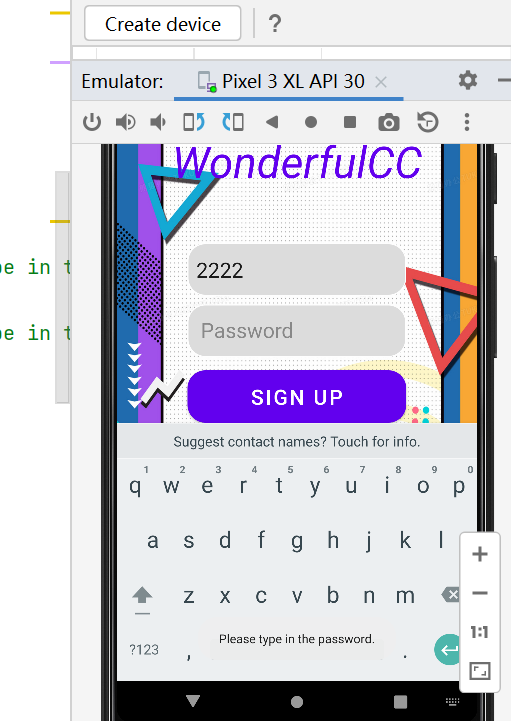 Create device
?
Emulator:
Pixel 3 XL API 30
WonderfulCC
2222
pe in t
Password
pe in t
SIGN UP
Suggest contact names? Touch for info.
1 2 3 4 5 6 7 8 9 0
q w e r t y u i o p
a s d f g h j k l
z x c v b n m
1:1
?123 , Please type in the password. .